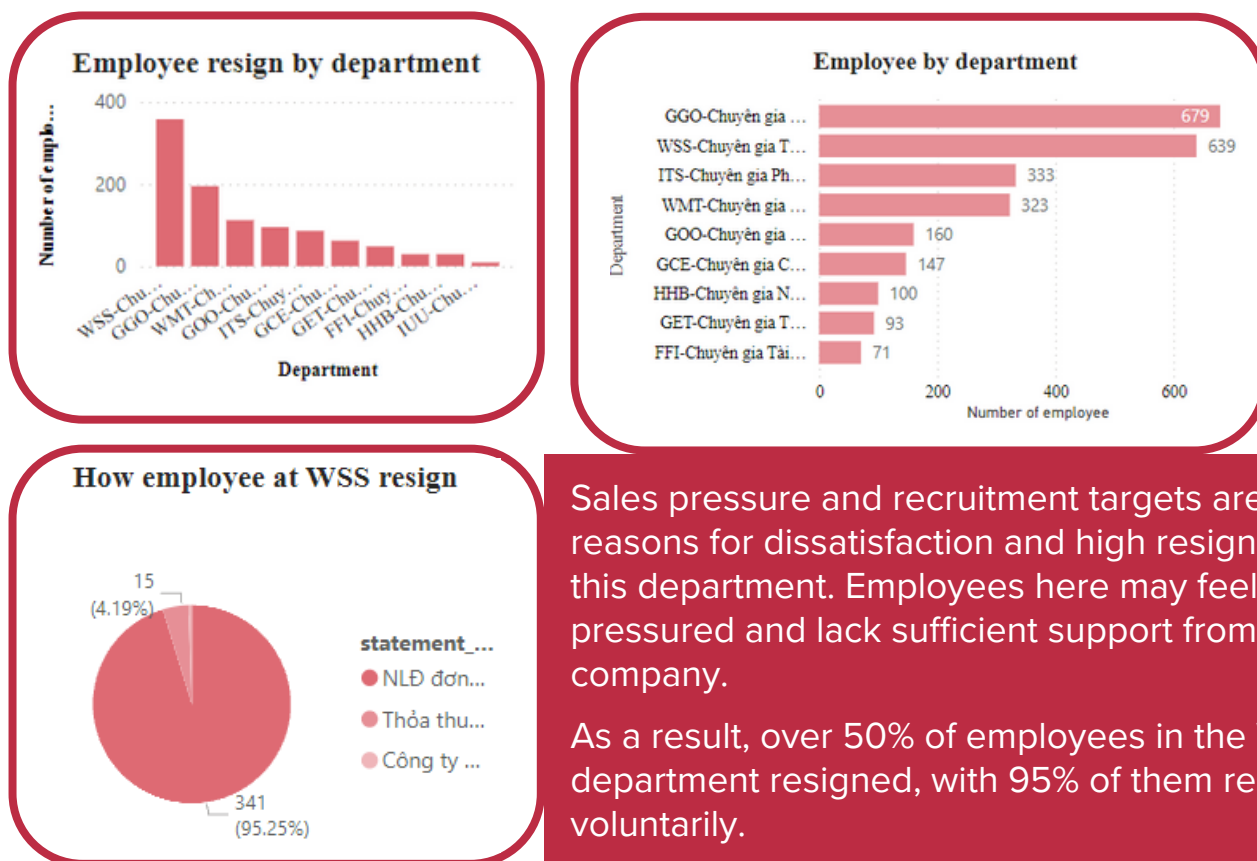 Employee resign by department
Number of emplo...
400
200
0
WSS-Chu...
GGO-Chu...
WMT-Ch...
GOO-Chu...
ITS-Chuy...
GCE-Chu...
GET-Chu...
FFI-Chuy...
HHB-Chu...
IUU-Chu...
Department
Employee by department
Department
GGO-Chuyên gia ...
679
WSS-Chuyên gia T...
639
ITS-Chuyên gia Ph...
333
WMT-Chuyên gia ...
323
GOO-Chuyên gia ...
160
GCE-Chuyên gia C...
147
HHB-Chuyên gia N...
100
GET-Chuyên gia T...
93
FFI-Chuyên gia Tài...
71
0
200
400
600
Number of employee
How employee at WSS resign
15
(4.19%)
341
(95.25%)
statement_...
NLĐ đơn...
Thỏa thu...
Công ty ...
Sales pressure and recruitment targets are
reasons for dissatisfaction and high resign
this department. Employees here may feel
pressured and lack sufficient support from
company.
As a result, over 50% of employees in the
department resigned, with 95% of them re
voluntarily.